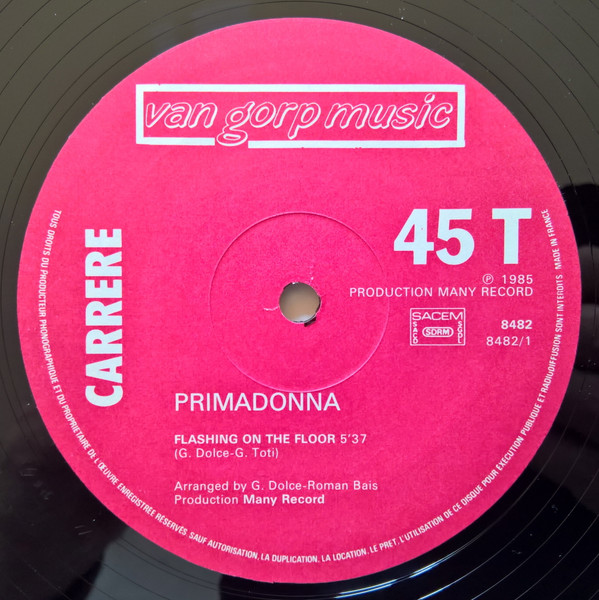 van gorp music
CARRERE
45 T
℗ 1985
PRODUCTION MANY RECORD
SACEM
SACD SDRM SGDL
8482
8482/1
PRIMADONNA
FLASHING ON THE FLOOR 5'37
(G. Dolce-G. Toti)
Arranged by G. Dolce-Roman Bais
Production Many Record
TOUS DROITS DU PRODUCTEUR PHONOGRAPHIQUE ET DU PROPRIETAIRE DE L'ŒUVRE ENREGISTREE RESERVES SAUF AUTORISATION, LA DUPLICATION, LA LOCATION, LE PRET, L'UTILISATION DE CE DISQUE POUR EXECUTION PUBLIQUE ET RADIODIFFUSION SONT INTERDITS MADE IN FRANCE